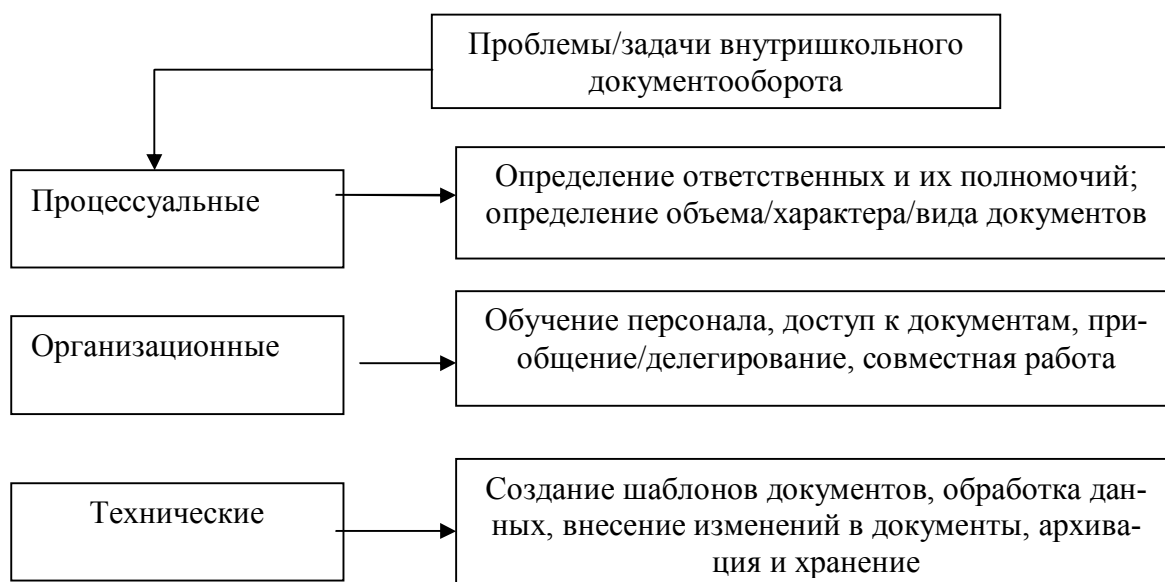 Проблемы/задачи внутришкольного
документооборота
Процессуальные
Определение ответственных и их полномочий;
определение объема/характера/вида документов
Организационные
Обучение персонала, доступ к документам, при-
общение/делегирование, совместная работа
Технические
Создание шаблонов документов, обработка дан-
ных, внесение изменений в документы, архива-
ция и хранение